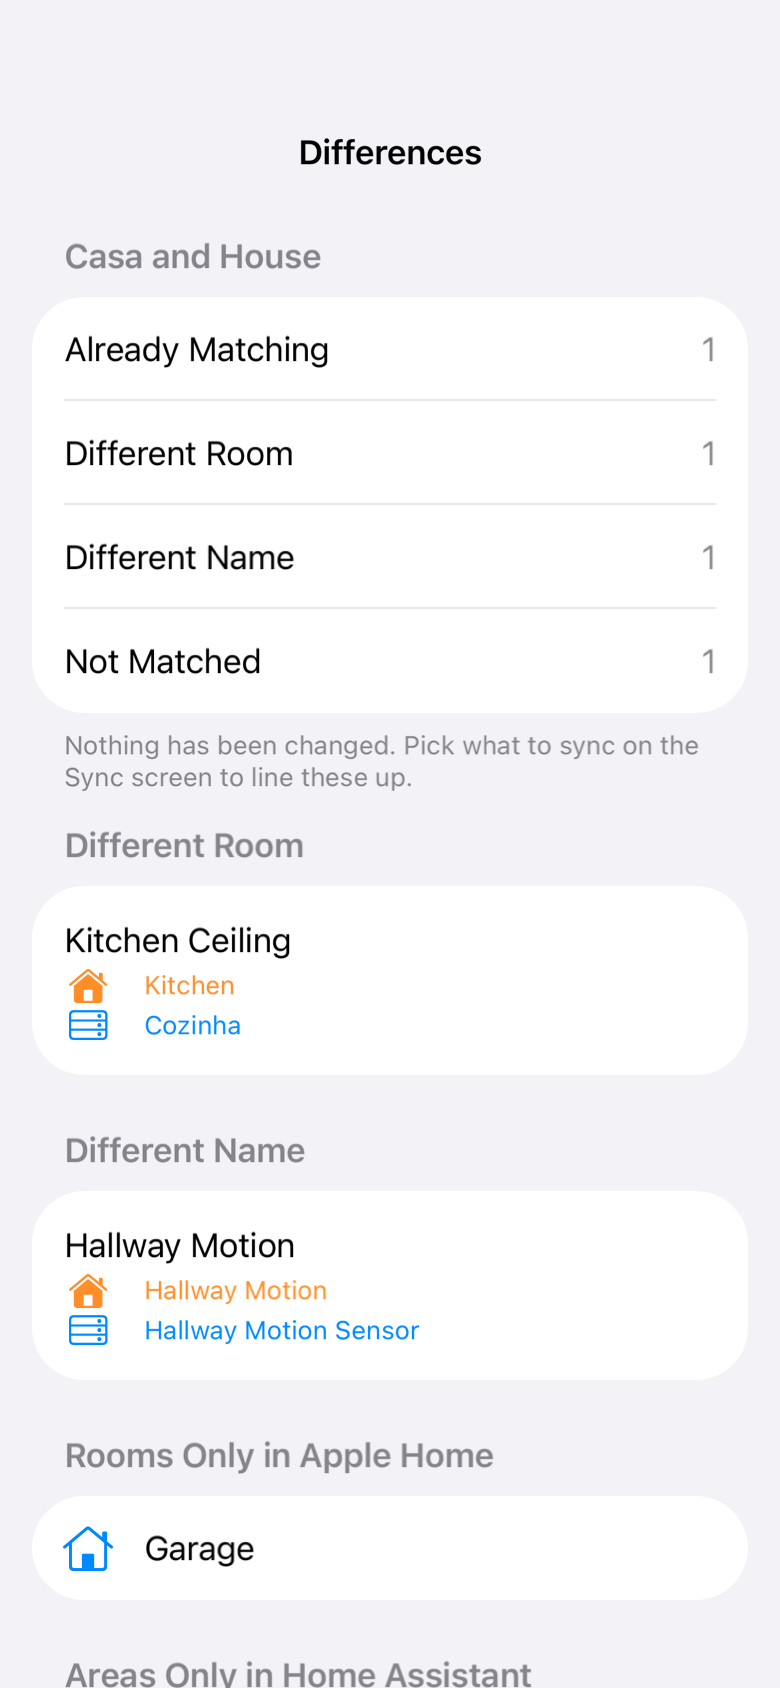 Differences
Casa and House
Already Matching 1
Different Room 1
Different Name 1
Not Matched 1
Nothing has been changed. Pick what to sync on the
Sync screen to line these up.
Different Room
Kitchen Ceiling
Kitchen
Cozinha
Different Name
Hallway Motion
Hallway Motion
Hallway Motion Sensor
Rooms Only in Apple Home
Garage
Areas Only in Home Assistant